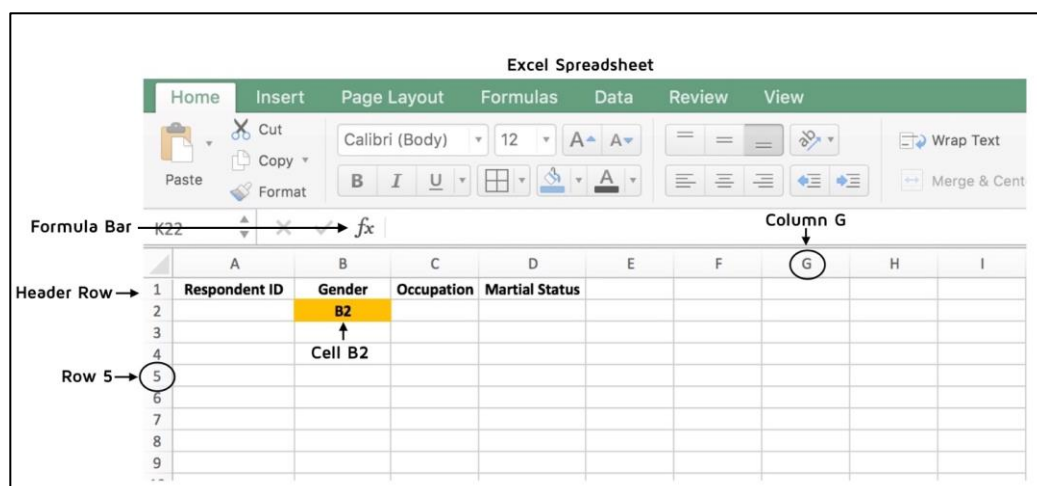 Excel Spreadsheet
Home Insert Page Layout Formulas Data Review View
Cut
Calibri (Body) 12 A A Wrap Text
Copy
Paste
Format
B I U A Merge & Cent
Column G
Formula Bar K22 fx
A B C D E F G H I
Header Row 1 Respondent ID Gender Occupation Martial Status
2 B2
3
4 Cell B2
Row 5 5
6
7
8
9